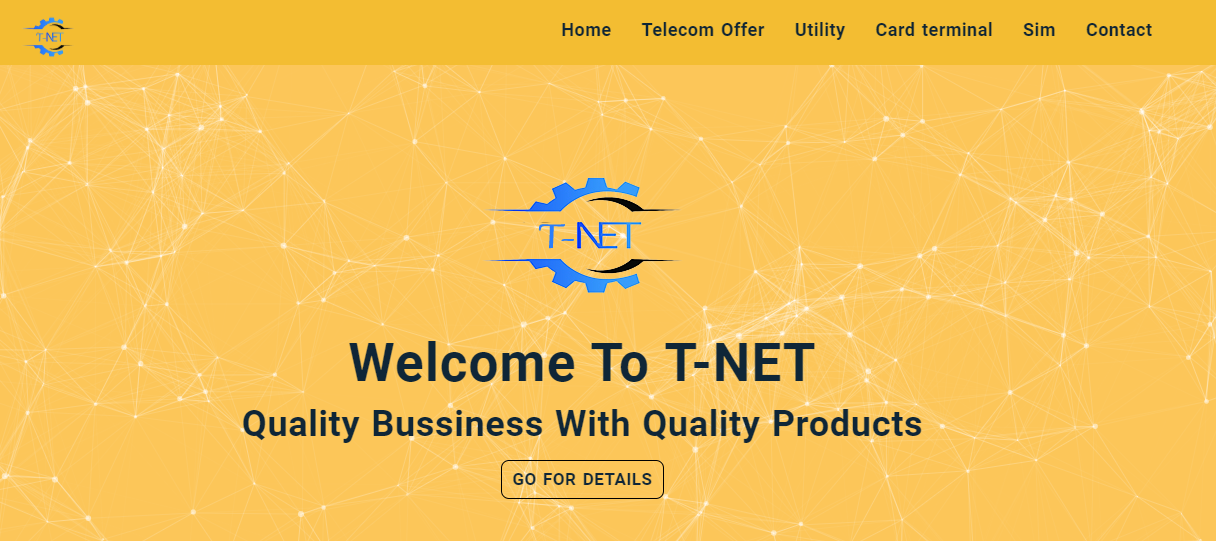 T-NET
Home Telecom Offer Utility Card terminal Sim Contact
T-NET
Welcome To T-NET
Quality Bussiness With Quality Products
GO FOR DETAILS